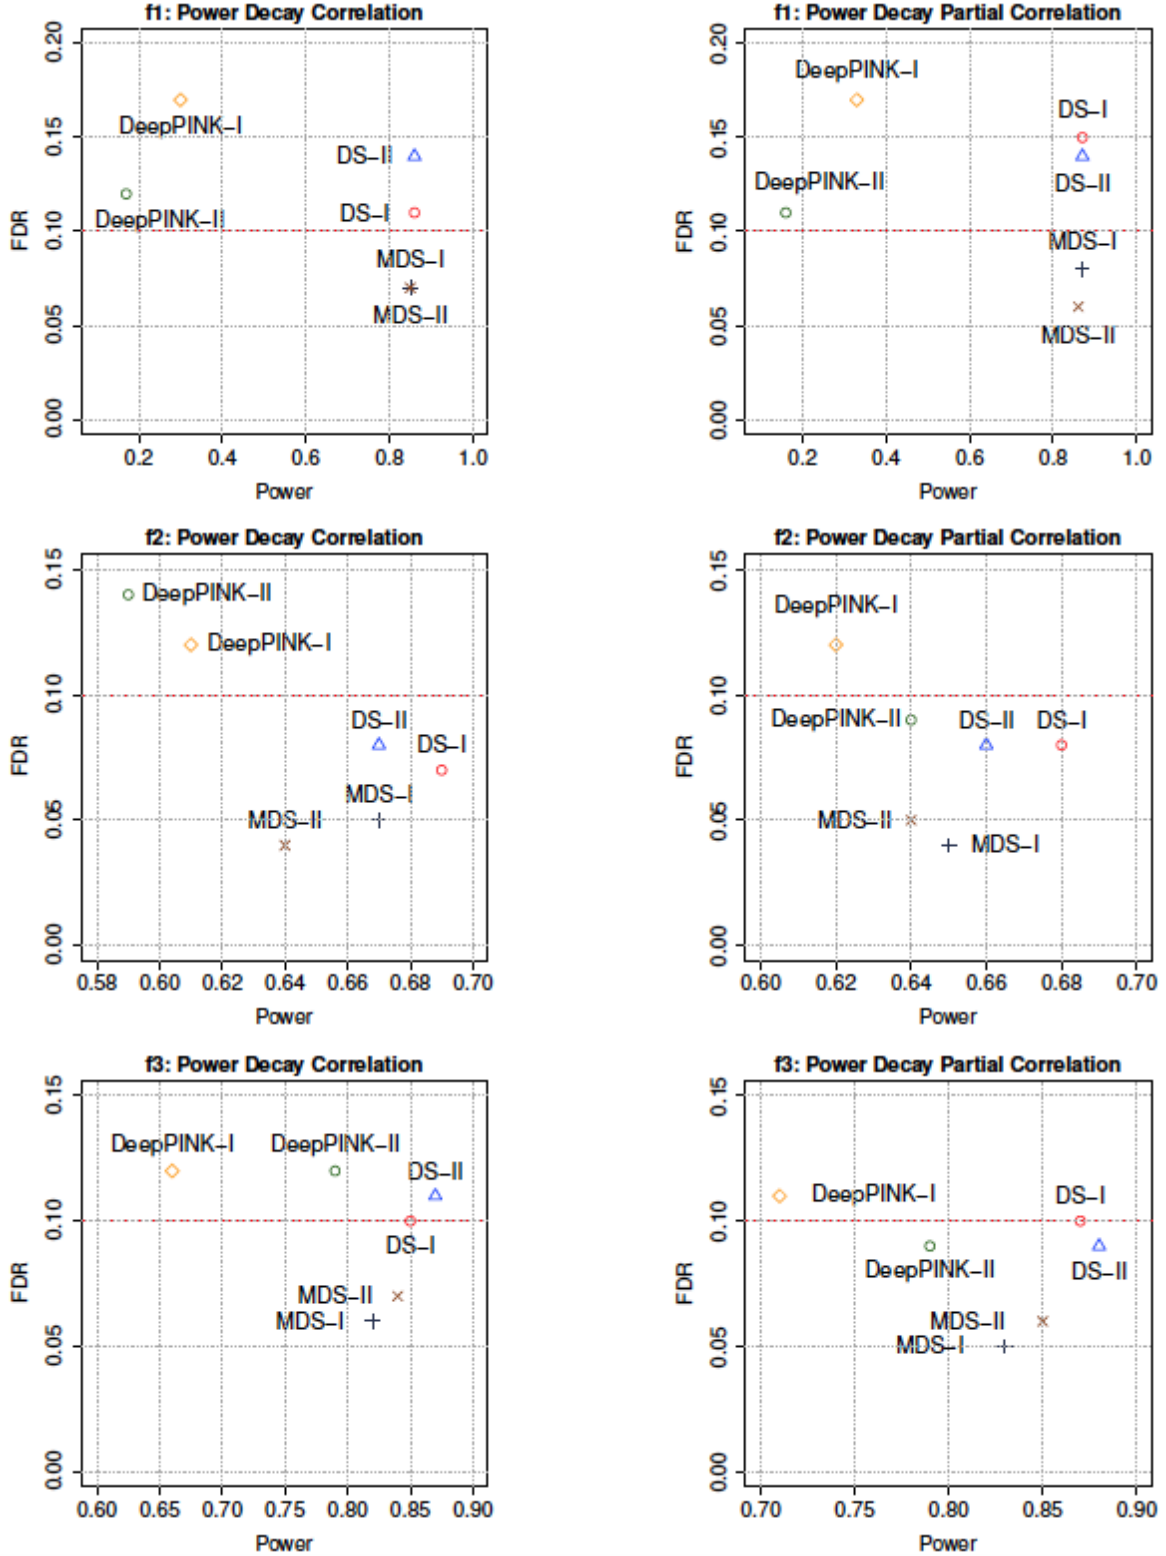 f1: Power Decay Correlation
FDR
0.20
0.15
0.10
0.05
0.00
DeepPINK-I
DS-II
DeepPINK-II
DS-I
MDS-I
MDS-II
0.2 0.4 0.6 0.8 1.0
Power
f1: Power Decay Partial Correlation
FDR
0.20
0.15
0.10
0.05
0.00
DeepPINK-I
DS-I
DeepPINK-II
DS-II
MDS-I
MDS-II
0.2 0.4 0.6 0.8 1.0
Power
f2: Power Decay Correlation
FDR
0.15
0.10
0.05
0.00
DeepPINK-II
DeepPINK-I
DS-II
DS-I
MDS-I
MDS-II
0.58 0.60 0.62 0.64 0.66 0.68 0.70
Power
f2: Power Decay Partial Correlation
FDR
0.15
0.10
0.05
0.00
DeepPINK-I
DeepPINK-II
DS-II
DS-I
MDS-II
MDS-I
0.60 0.62 0.64 0.66 0.68 0.70
Power
f3: Power Decay Correlation
FDR
0.15
0.10
0.05
0.00
DeepPINK-I
DeepPINK-II
DS-II
DS-I
MDS-II
MDS-I
0.60 0.65 0.70 0.75 0.80 0.85 0.90
Power
f3: Power Decay Partial Correlation
FDR
0.15
0.10
0.05
0.00
DeepPINK-I
DS-I
DeepPINK-II
DS-II
MDS-II
MDS-I
0.70 0.75 0.80 0.85 0.90
Power